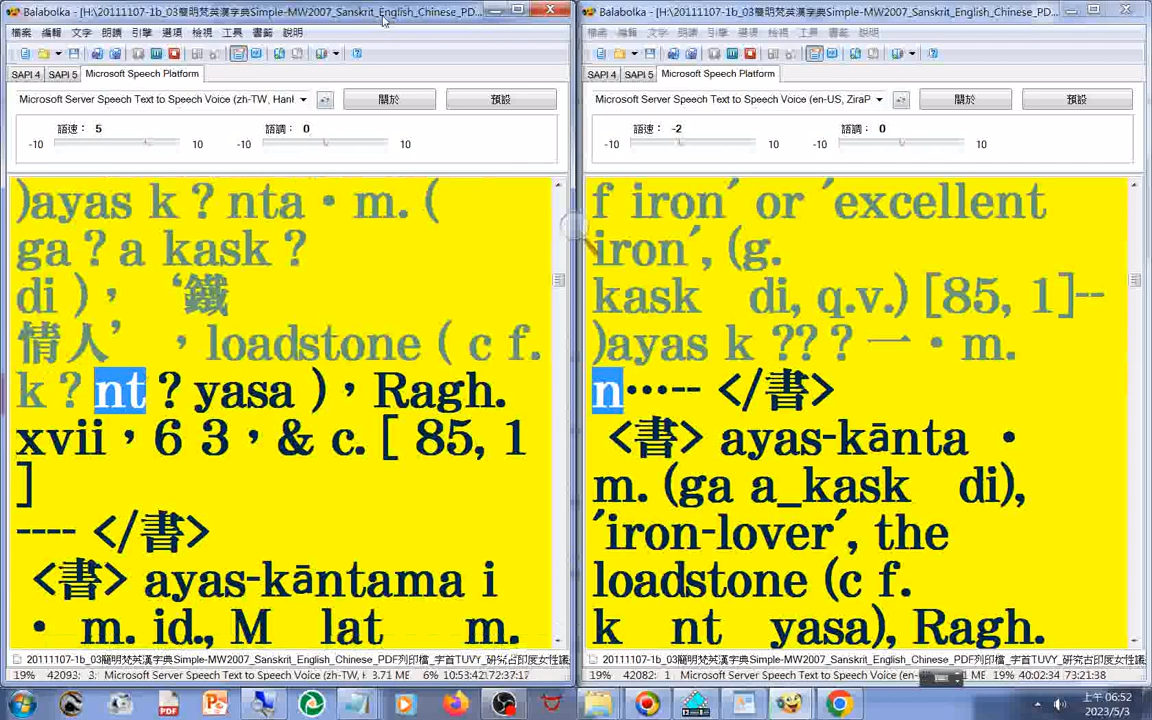 Balabolka - [H:\20111107-1b_03簡明梵英漢字典Simple-MW2007_Sanskrit_English_Chinese_PD...
檔案 編輯 文字 朗讀 引擎 選項 檢視 工具 書籤 說明
SAPI 4 SAPI 5 Microsoft Speech Platform
Microsoft Server Speech Text to Speech Voice (zh-TW, HanI
關於 預設
語速： 5 語調： 0
-10 10 -10 10
)ayas k？nta・m. (
ga？a kask？
di )， ‘鐵
情人’ ，loadstone ( c f.
k？nt？yasa )，Ragh.
xvii，6 3，& c. [ 85, 1
]
---- </書>
<書> ayas-kāntama i
・ m. id., M lat m.
20111107-1b_03簡明梵英漢字典Simple-MW2007_Sanskrit_English_Chinese_PDF列印檔_字首TUVY_研究古印度女性議
19% 42093: 3: Microsoft Server Speech Text to Speech Voice (zh-TW, H 3.71 ME 6% 10:53:42 72:37:17
Balabolka - [H:\20111107-1b_03簡明梵英漢字典Simple-MW2007_Sanskrit_English_Chinese_PD...
檔案 編輯 文字 朗讀 引擎 選項 檢視 工具 書籤 說明
SAPI 4 SAPI 5 Microsoft Speech Platform
Microsoft Server Speech Text to Speech Voice (en-US, ZiraP
關於 預設
語速： -2 語調： 0
-10 10 -10 10
f iron′ or ′excellent
iron′, (g.
kask di, q.v.) [85, 1]--
)ayas k ??？一・m.
n…-- </書>
<書> ayas-kānta ・
m. (ga a_kask di),
′iron-lover′, the
loadstone (c f.
k nt yasa), Ragh.
20111107-1b_03簡明梵英漢字典Simple-MW2007_Sanskrit_English_Chinese_PDF列印檔_字首TUVY_研究古印度女性議
19% 42082: 1: Microsoft Server Speech Text to Speech Voice 19% 40:02:34 73:21:38
上午 06:52
2023/5/3